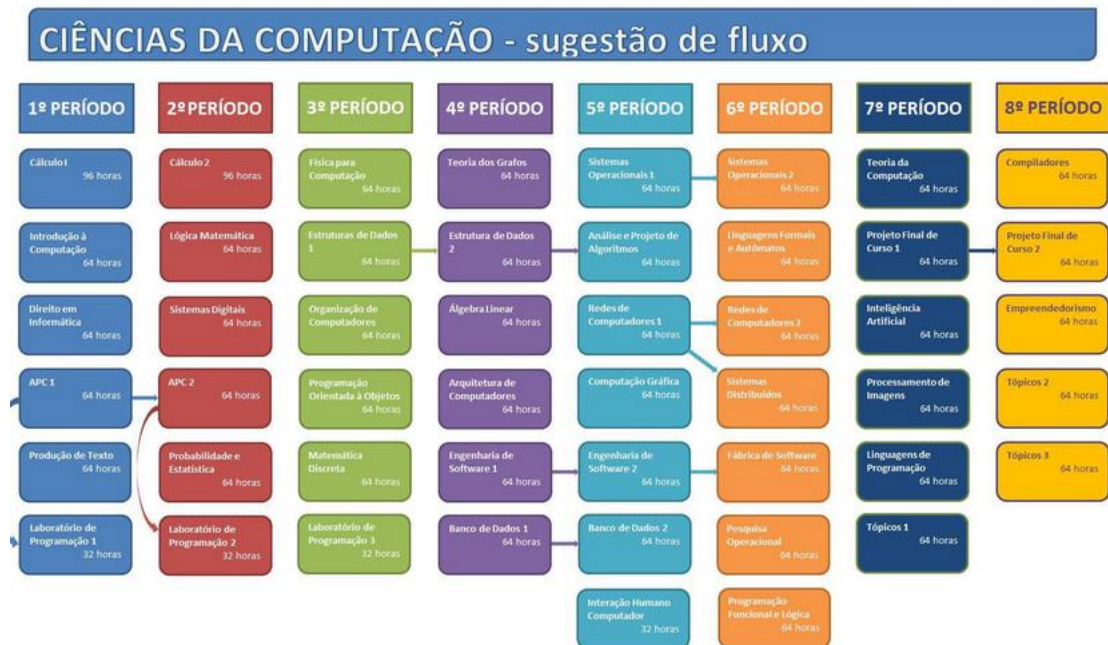 CIÊNCIAS DA COMPUTAÇÃO - sugestão de fluxo
1º PERÍODO
Cálculo I
96 horas
Introdução à
Computação
64 horas
Direito em
Informática
64 horas
APC 1
64 horas
Produção de Texto
64 horas
Laboratório de
Programação 1
32 horas
2º PERÍODO
Cálculo 2
96 horas
Lógica Matemática
64 horas
Sistemas Digitais
64 horas
APC 2
64 horas
Probabilidade e
Estatística
64 horas
Laboratório de
Programação 2
32 horas
3º PERÍODO
Física para
Computação
64 horas
Estruturas de Dados
1
64 horas
Organização de
Computadores
64 horas
Programação
Orientada à Objetos
64 horas
Matemática
Discreta
64 horas
Laboratório de
Programação 3
32 horas
4º PERÍODO
Teoria dos Grafos
64 horas
Estrutura de Dados
2
64 horas
Álgebra Linear
64 horas
Arquitetura de
Computadores
64 horas
Engenharia de
Software 1
64 horas
Banco de Dados 1
64 horas
5º PERÍODO
Sistemas
Operacionais 1
64 horas
Análise e Projeto de
Algoritmos
64 horas
Redes de
Computadores 1
64 horas
Computação Gráfica
64 horas
Engenharia de
Software 2
64 horas
Banco de Dados 2
64 horas
Interação Humano
Computador
32 horas
6º PERÍODO
Sistemas
Operacionais 2
64 horas
Linguagens Formais
e Autômatos
64 horas
Redes de
Computadores 2
64 horas
Sistemas
Distribuídos
64 horas
Fábrica de Software
64 horas
Pesquisa
Operacional
64 horas
Programação
Funcional e Lógica
64 horas
7º PERÍODO
Teoria da
Computação
64 horas
Projeto Final de
Curso 1
64 horas
Inteligência
Artificial
64 horas
Processamento de
Imagens
64 horas
Linguagens de
Programação
64 horas
Tópicos 1
64 horas
8º PERÍODO
Compiladores
64 horas
Projeto Final de
Curso 2
64 horas
Empreendedorismo
64 horas
Tópicos 2
64 horas
Tópicos 3
64 horas